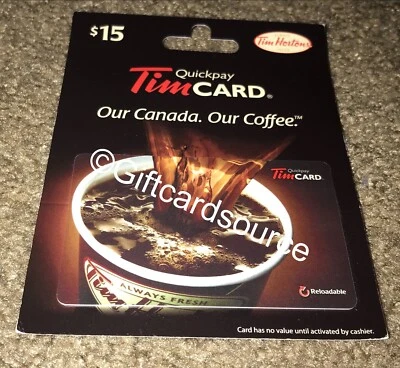 $15
Tim Hortons
Quickpay
TimCARD®
Our Canada. Our Coffee.™
©Giftcardsource
Quickpay
TimCARD®
ALWAYS FRESH
Reloadable
Card has no value until activated by cashier.